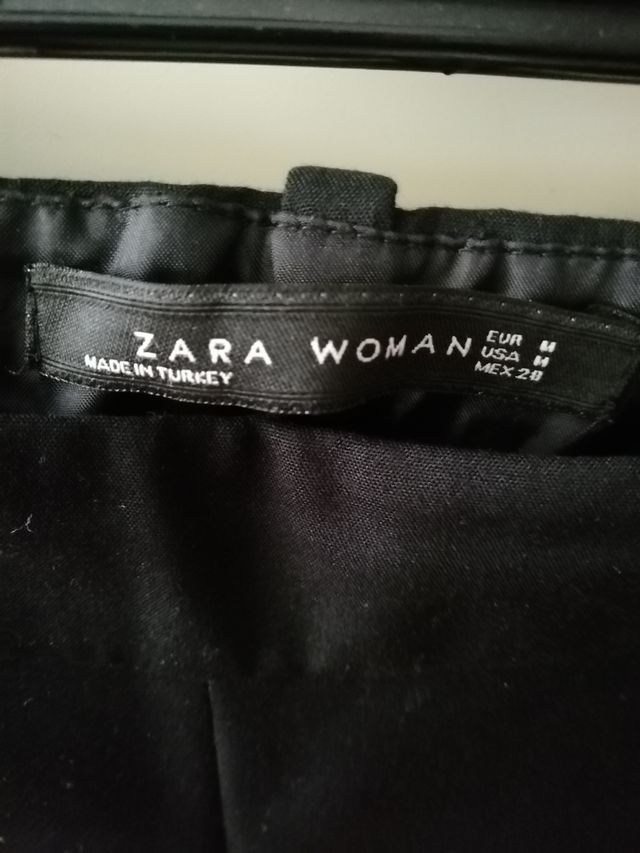 ZARA WOMAN
MADE IN TURKEY
EUR M
USA M
MEX 28